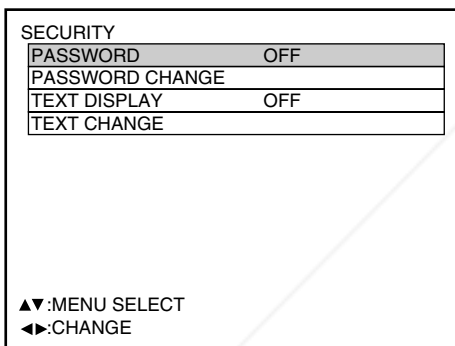 SECURITY
PASSWORD OFF
PASSWORD CHANGE
TEXT DISPLAY OFF
TEXT CHANGE
▲▼:MENU SELECT
◀▶:CHANGE